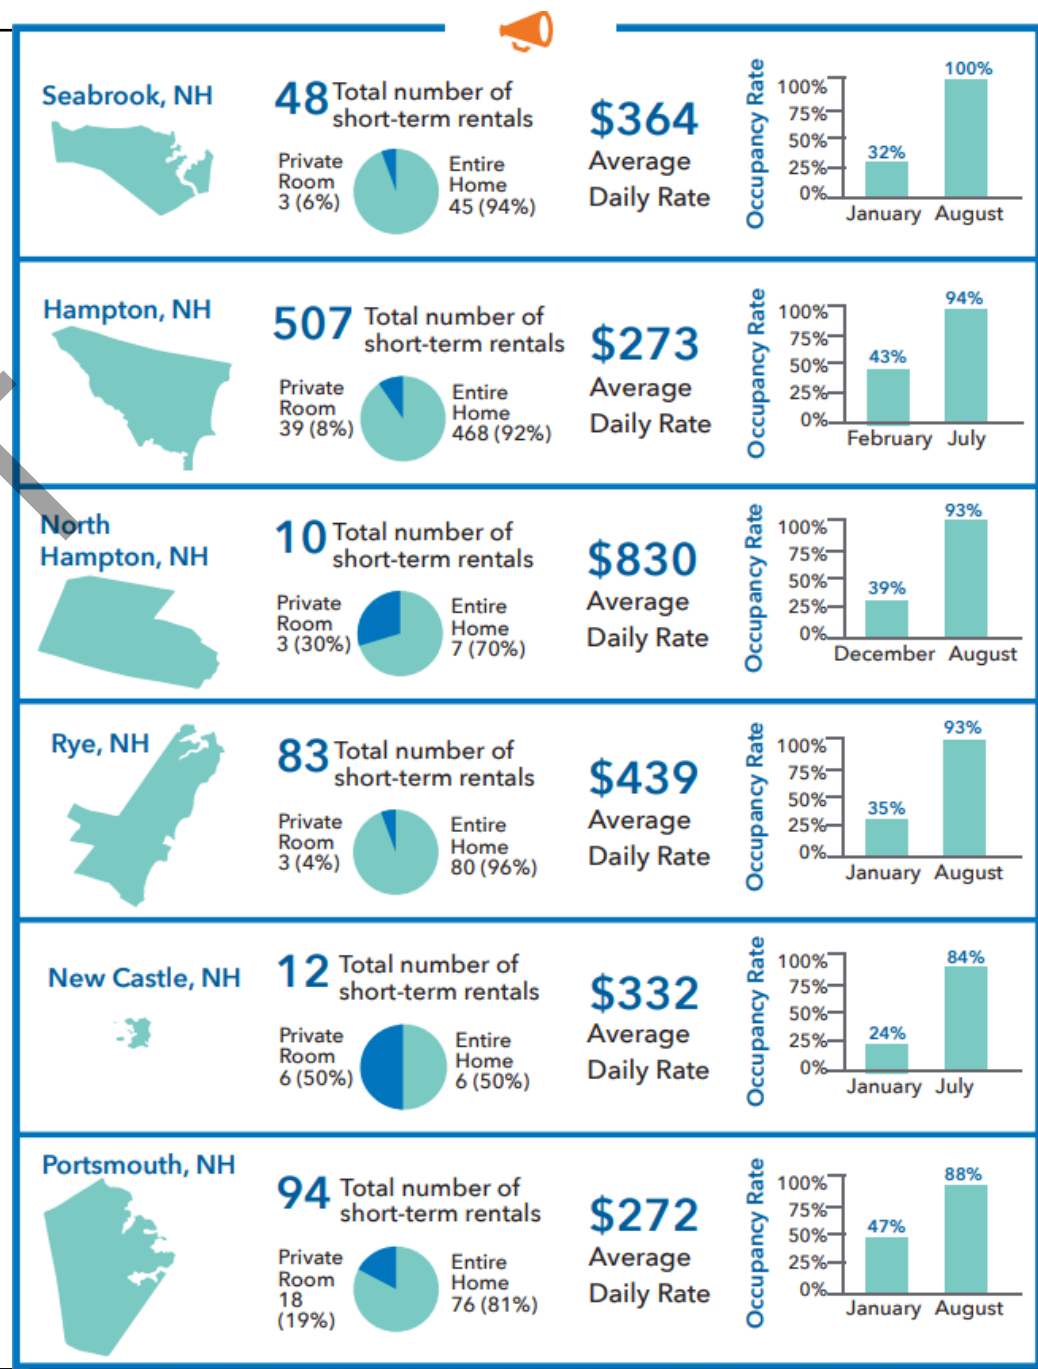 Seabrook, NH
48 Total number of
short-term rentals
Private
Room
3 (6%)
Entire
Home
45 (94%)
$364
Average
Daily Rate
Occupancy Rate
100%
75%
50%
25%
0%
32%
100%
January August
Hampton, NH
507 Total number of
short-term rentals
Private
Room
39 (8%)
Entire
Home
468 (92%)
$273
Average
Daily Rate
Occupancy Rate
100%
75%
50%
25%
0%
43%
94%
February July
North
Hampton, NH
10 Total number of
short-term rentals
Private
Room
3 (30%)
Entire
Home
7 (70%)
$830
Average
Daily Rate
Occupancy Rate
100%
75%
50%
25%
0%
39%
93%
December August
Rye, NH
83 Total number of
short-term rentals
Private
Room
3 (4%)
Entire
Home
80 (96%)
$439
Average
Daily Rate
Occupancy Rate
100%
75%
50%
25%
0%
35%
93%
January August
New Castle, NH
12 Total number of
short-term rentals
Private
Room
6 (50%)
Entire
Home
6 (50%)
$332
Average
Daily Rate
Occupancy Rate
100%
75%
50%
25%
0%
24%
84%
January July
Portsmouth, NH
94 Total number of
short-term rentals
Private
Room
18
(19%)
Entire
Home
76 (81%)
$272
Average
Daily Rate
Occupancy Rate
100%
75%
50%
25%
0%
47%
88%
January August